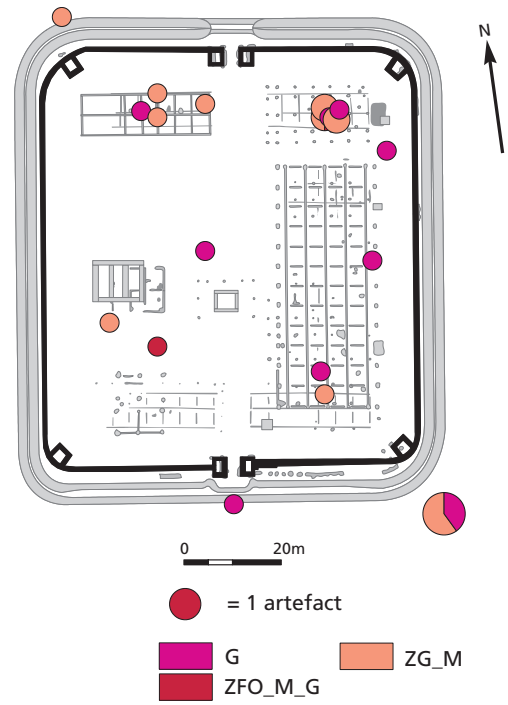 N
0 20m
= 1 artefact
G ZG_M
ZFO_M_G